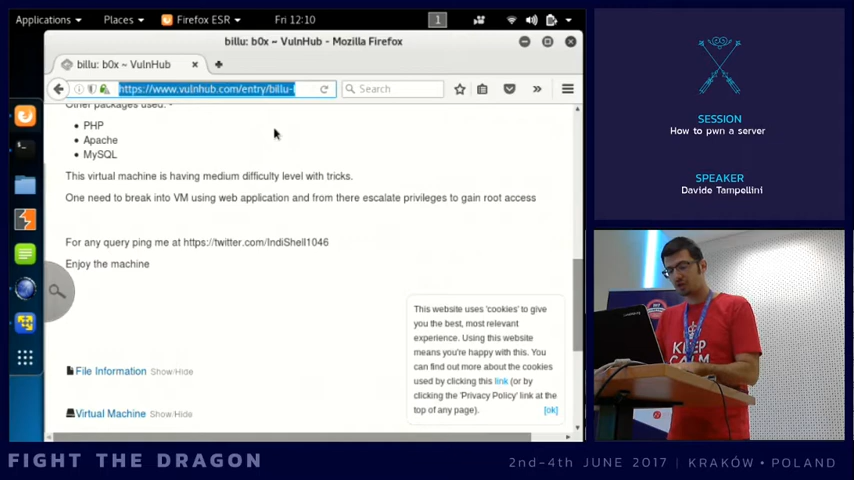 Applications
Places
Firefox ESR
Fri 12:10
1
billu: b0x ~ VulnHub - Mozilla Firefox
billu: b0x ~ VulnHub
https://www.vulnhub.com/entry/billu-
Search
Other packages used: -
PHP
Apache
MySQL
This virtual machine is having medium difficulty level with tricks.
One need to break into VM using web application and from there escalate privileges to gain root access
For any query ping me at https://twitter.com/IndiShell1046
Enjoy the machine
This website uses 'cookies' to give
you the best, most relevant
experience. Using this website
means you're happy with this. You
can find out more about the cookies
used by clicking this link (or by
clicking the 'Privacy Policy' link at the
top of any page).
[ok]
File Information Show/Hide
Virtual Machine Show/Hide
SESSION
How to pwn a server
SPEAKER
Davide Tampellini
KEEP
CALM
FIGHT THE DRAGON
2nd-4th JUNE 2017 | KRAKÓW • POLAND